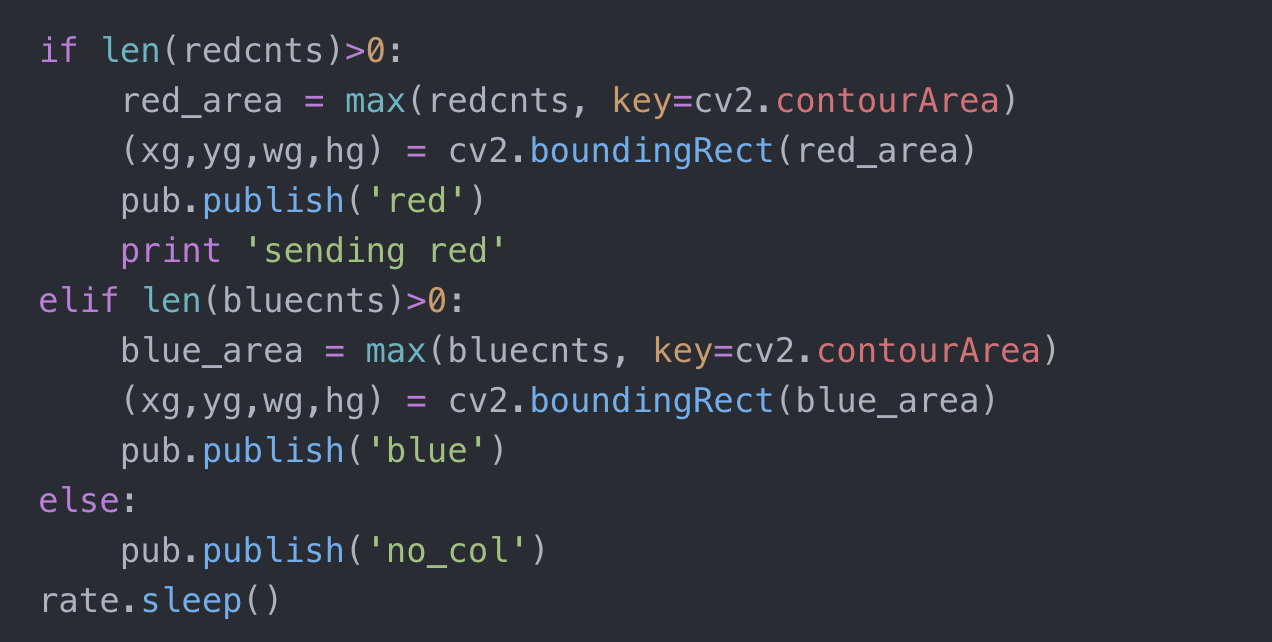 if len(redcnts)>0:
    red_area = max(redcnts, key=cv2.contourArea)
    (xg,yg,wg,hg) = cv2.boundingRect(red_area)
    pub.publish('red')
    print 'sending red'
elif len(bluecnts)>0:
    blue_area = max(bluecnts, key=cv2.contourArea)
    (xg,yg,wg,hg) = cv2.boundingRect(blue_area)
    pub.publish('blue')
else:
    pub.publish('no_col')
rate.sleep()